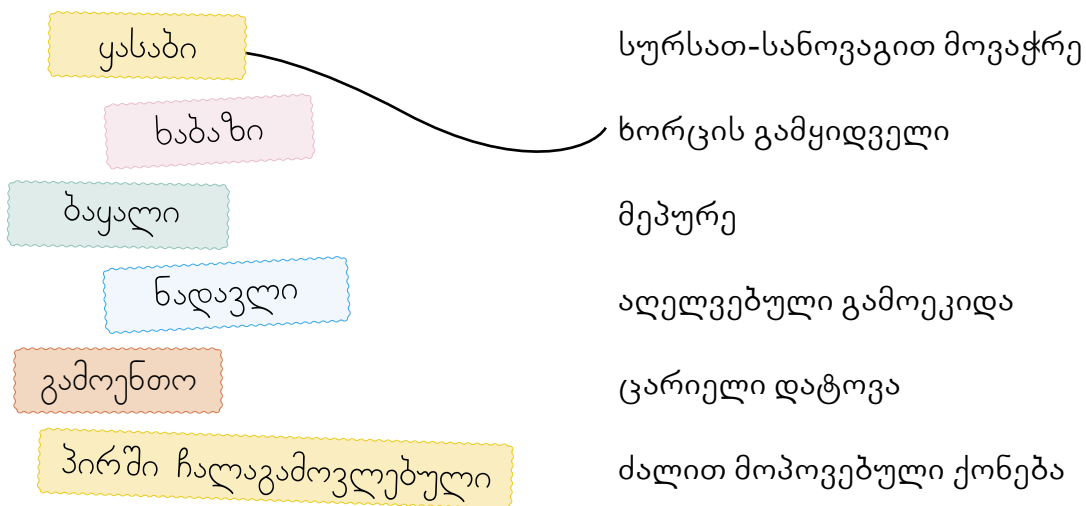 ყასაბი
ხაბაზი
ბაყალი
ნადავლი
გამოენთო
პირში ჩალაგამოვლებული
სურსათ-სანოვაგით მოვაჭრე
ხორცის გამყიდველი
მეპურე
აღელვებული გამოეკიდა
ცარიელი დატოვა
ძალით მოპოვებული ქონება